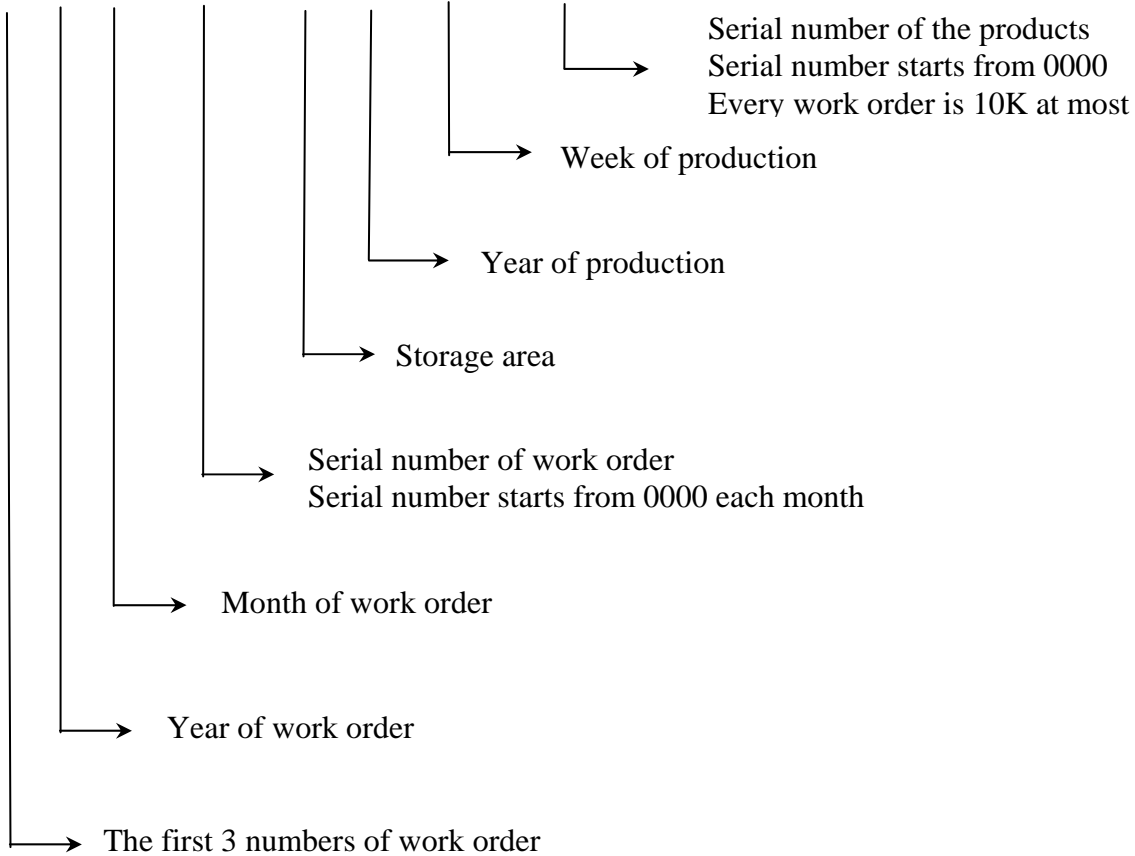 Serial number of the products
Serial number starts from 0000
Every work order is 10K at most
Week of production
Year of production
Storage area
Serial number of work order
Serial number starts from 0000 each month
Month of work order
Year of work order
The first 3 numbers of work order